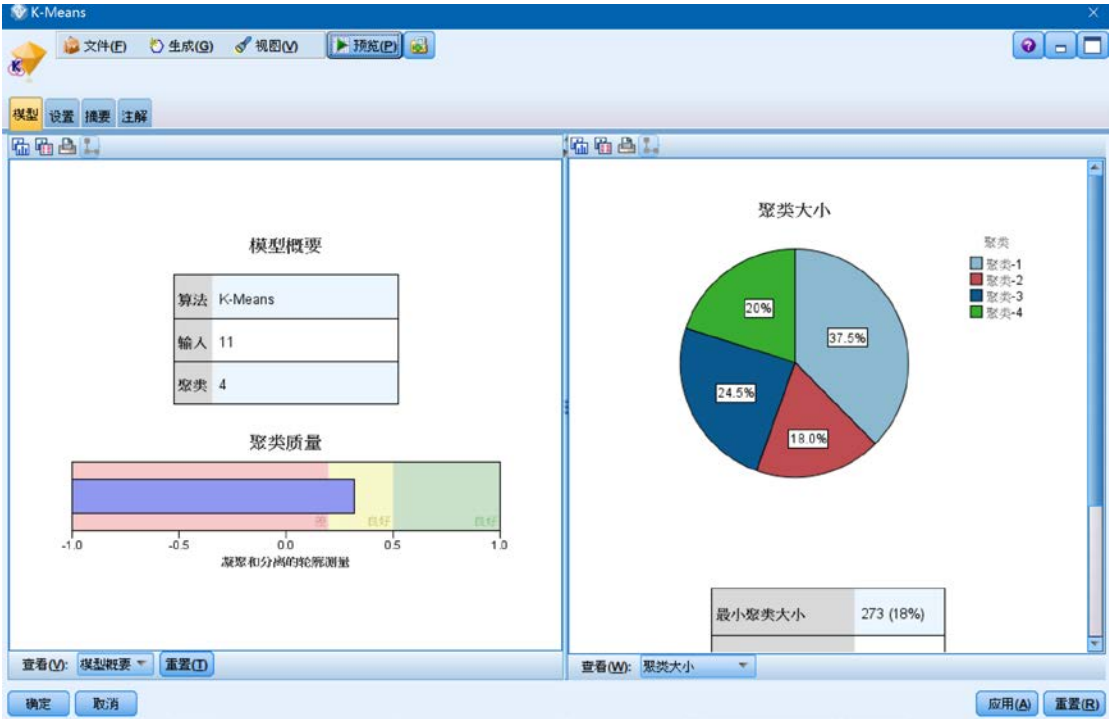 K-Means
文件(F) 生成(G) 视图(V) 预览(P)
模型 设置 摘要 注解
模型概要
算法 K-Means
输入 11
聚类 4
聚类质量
差 良好 良好
-1.0 -0.5 0.0 0.5 1.0
凝聚和分离的轮廓测量
查看(V): 模型概要 重置(T)
聚类大小
聚类
聚类-1
聚类-2
聚类-3
聚类-4
20%
37.5%
24.5%
18.0%
最小聚类大小 273 (18%)
查看(W): 聚类大小
确定 取消 应用(A) 重置(R)